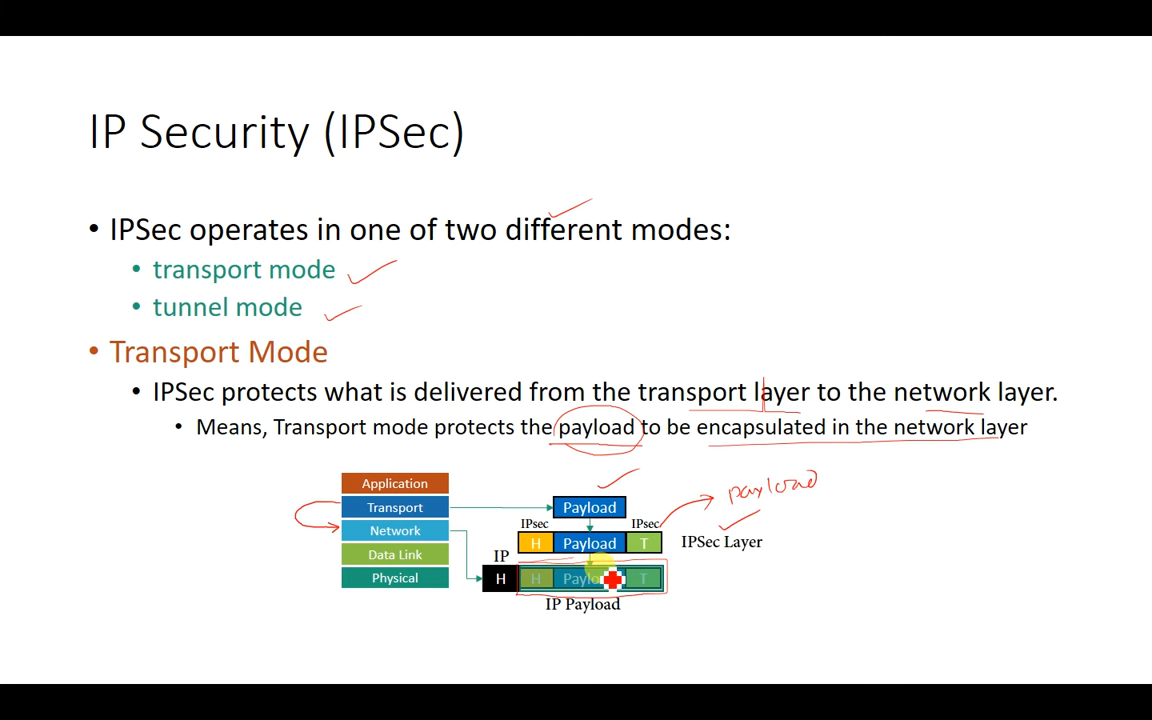 IP Security (IPSec)
• IPSec operates in one of two different modes:
• transport mode
• tunnel mode
• Transport Mode
• IPSec protects what is delivered from the transport layer to the network layer.
• Means, Transport mode protects the payload to be encapsulated in the network layer
Application
Transport
Network
Data Link
Physical
Payload
payload
IPsec IPsec
H Payload T
IPSec Layer
IP
H H Payload T
IP Payload